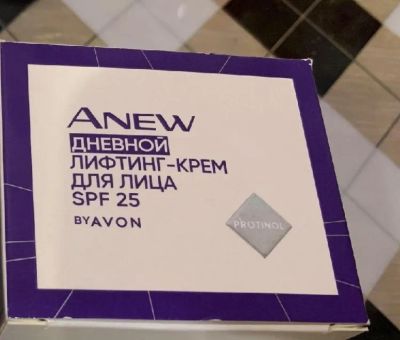 ANEW
ДНЕВНОЙ
ЛИФТИНГ-КРЕМ
ДЛЯ ЛИЦА
SPF 25
BY AVON
PROTINOL